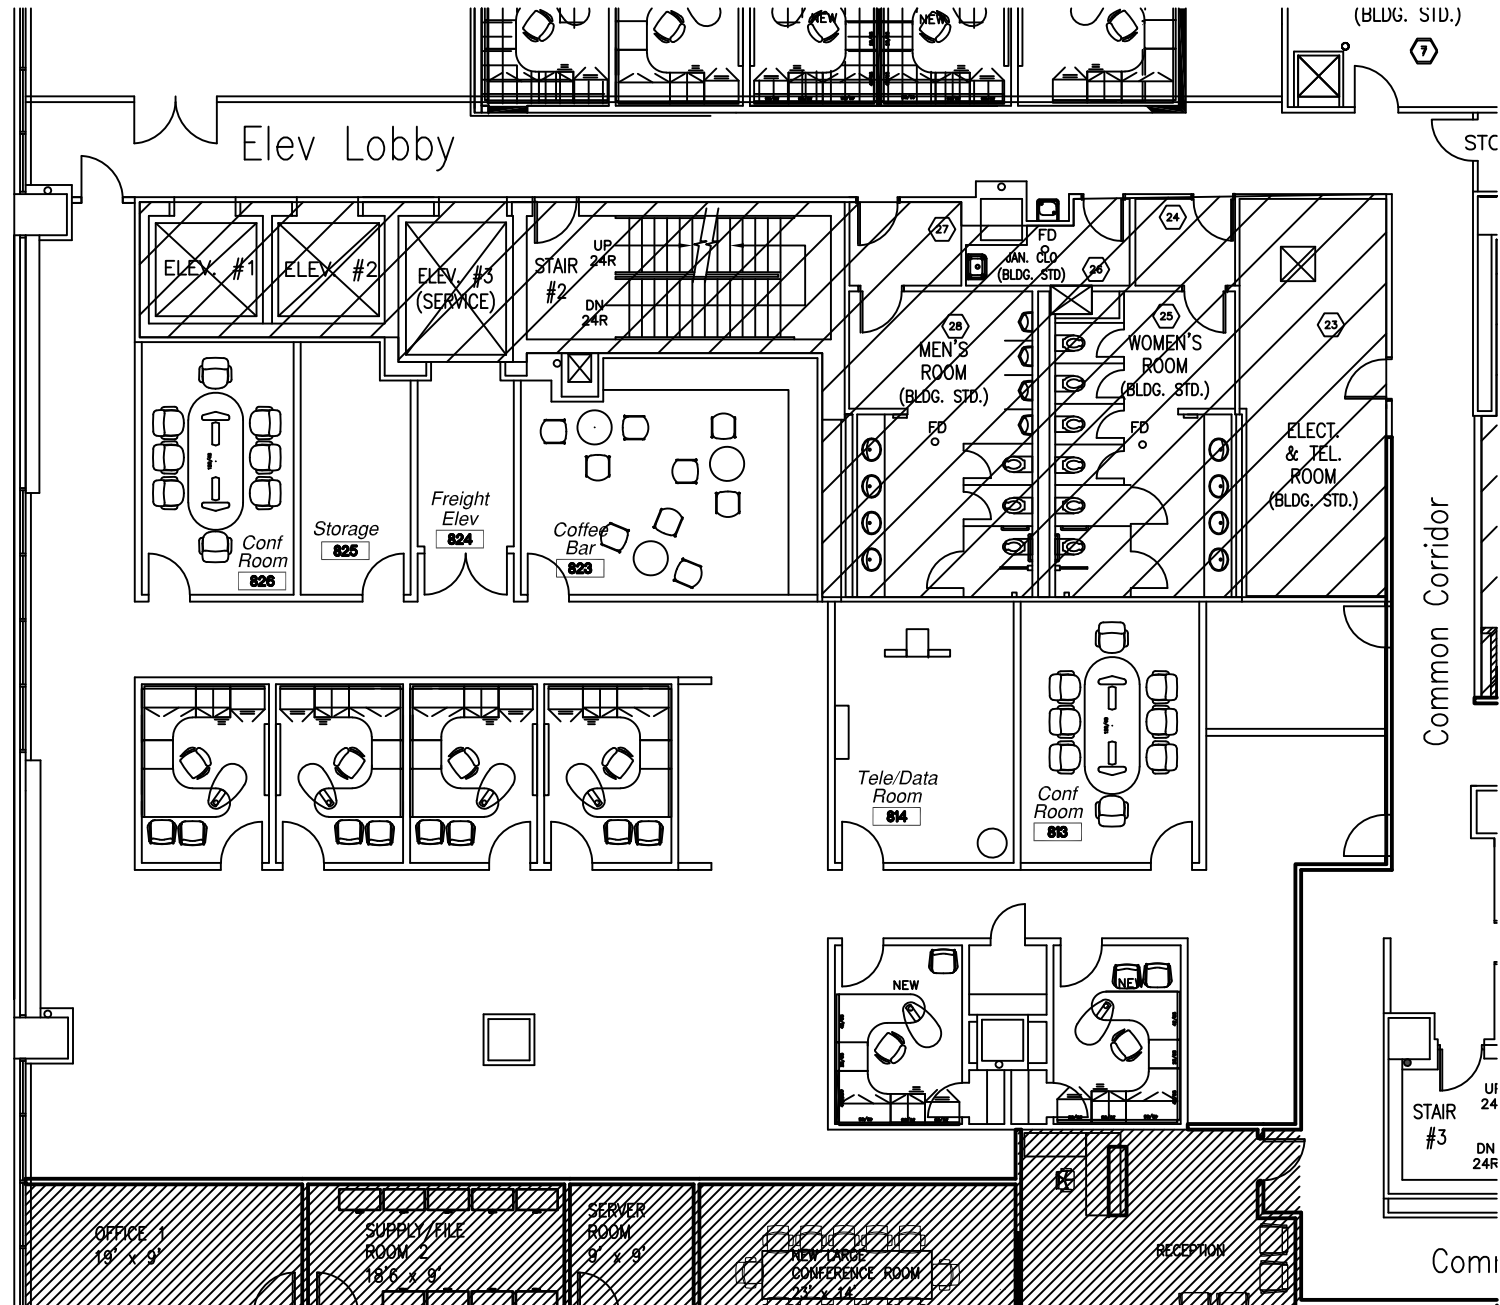 NEW
NEW
(BLDG. STD.)
7
Elev Lobby
STO
ELEV. #1
ELEV. #2
ELEV. #3
(SERVICE)
STAIR
#2
UP
24R
DN
24R
27
FD
JAN. CLO
(BLDG. STD)
26
24
28
MEN'S
ROOM
(BLDG. STD.)
FD
25
WOMEN'S
ROOM
(BLDG. STD.)
FD
23
ELECT.
& TEL.
ROOM
(BLDG. STD.)
Conf
Room
826
Storage
825
Freight
Elev
824
Coffee
Bar
823
Common Corridor
Tele/Data
Room
814
Conf
Room
813
NEW
NEW
STAIR
#3
UP
24
DN
24R
OFFICE 1
19' x 9'
SUPPLY/FILE
ROOM 2
18'6 x 9'
SERVER
ROOM
9' x 9'
NEW LARGE
CONFERENCE ROOM
23' x 14'
RECEPTION
Comm